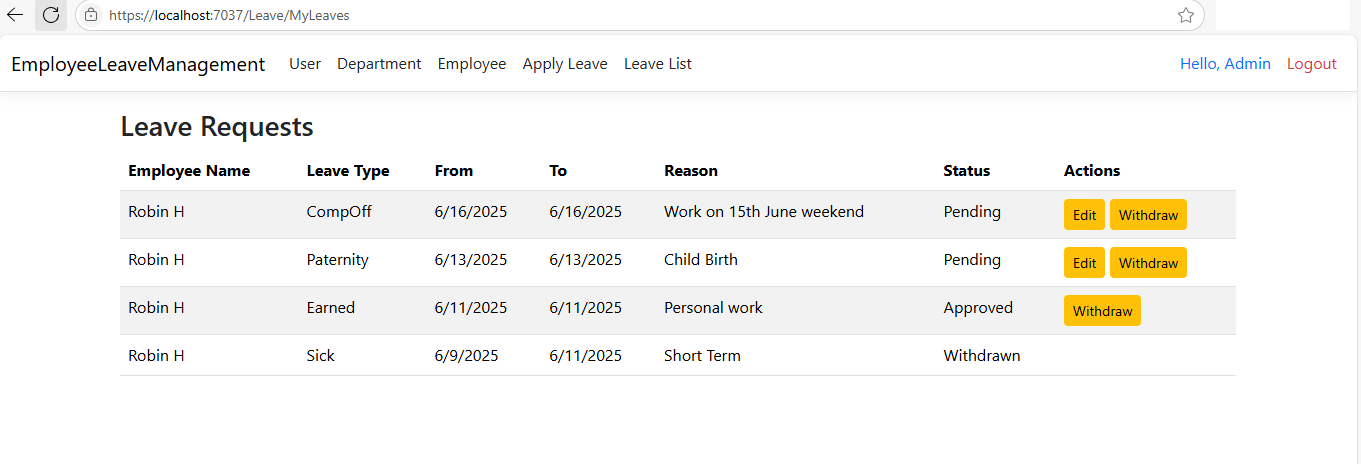 https://localhost:7037/Leave/MyLeaves
EmployeeLeaveManagement User Department Employee Apply Leave Leave List Hello, Admin Logout
Leave Requests
Employee Name Leave Type From To Reason Status Actions
Robin H CompOff 6/16/2025 6/16/2025 Work on 15th June weekend Pending Edit Withdraw
Robin H Paternity 6/13/2025 6/13/2025 Child Birth Pending Edit Withdraw
Robin H Earned 6/11/2025 6/11/2025 Personal work Approved Withdraw
Robin H Sick 6/9/2025 6/11/2025 Short Term Withdrawn